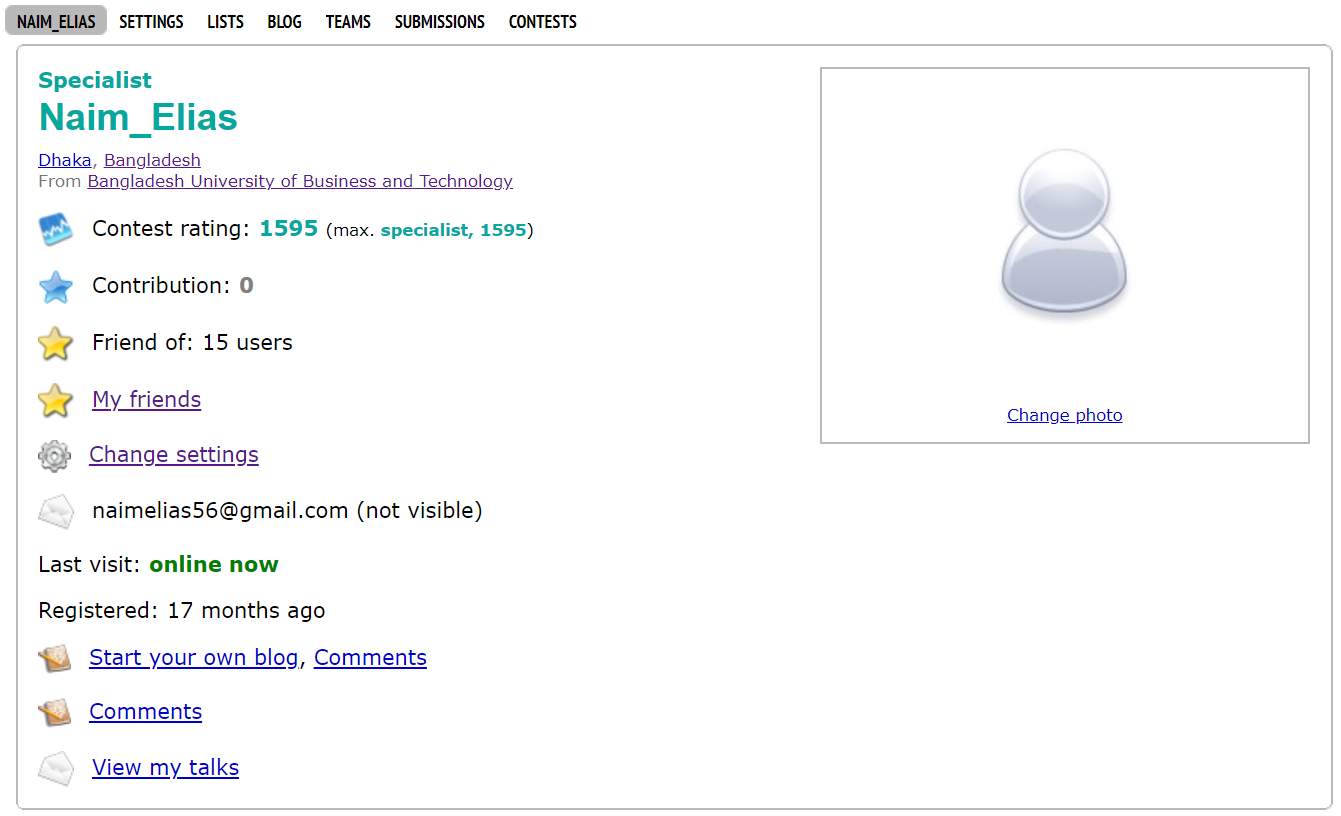 NAIM_ELIAS SETTINGS LISTS BLOG TEAMS SUBMISSIONS CONTESTS
Specialist
Naim_Elias
Dhaka, Bangladesh
From Bangladesh University of Business and Technology
Contest rating: 1595 (max. specialist, 1595)
Contribution: 0
Friend of: 15 users
My friends
Change settings
naimelias56@gmail.com (not visible)
Last visit: online now
Registered: 17 months ago
Start your own blog, Comments
Comments
View my talks
Change photo